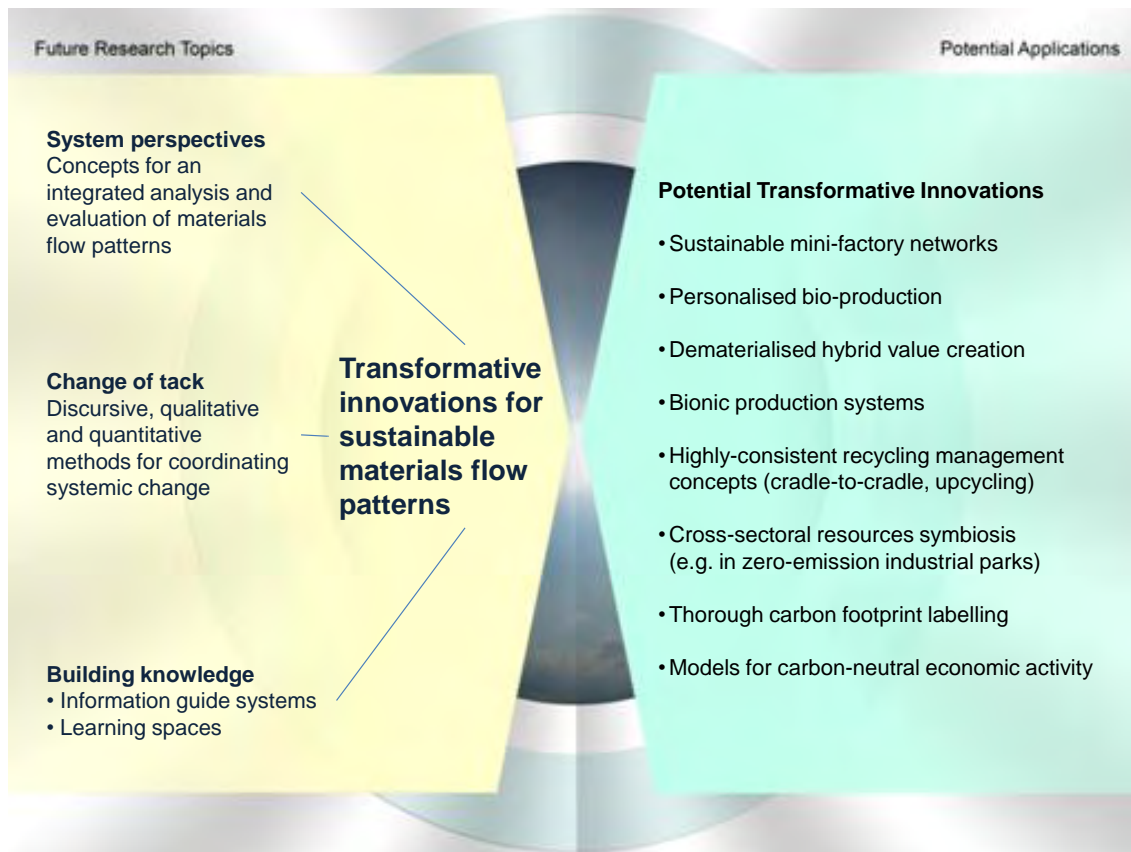 Future Research Topics
Potential Applications
System perspectives
Concepts for an
integrated analysis and
evaluation of materials
flow patterns
Change of tack
Discursive, qualitative
and quantitative
methods for coordinating
systemic change
Building knowledge
• Information guide systems
• Learning spaces
Transformative
innovations for
sustainable
materials flow
patterns
Potential Transformative Innovations
• Sustainable mini-factory networks
• Personalised bio-production
• Dematerialised hybrid value creation
• Bionic production systems
• Highly-consistent recycling management
concepts (cradle-to-cradle, upcycling)
• Cross-sectoral resources symbiosis
(e.g. in zero-emission industrial parks)
• Thorough carbon footprint labelling
• Models for carbon-neutral economic activity